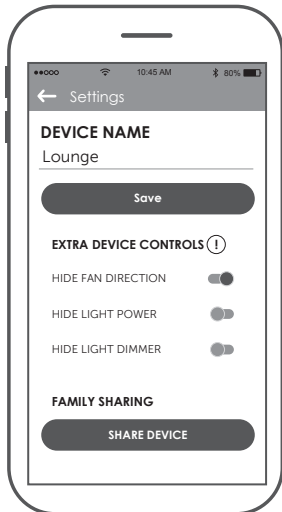 10:45 AM 80%
← Settings
DEVICE NAME
Lounge
Save
EXTRA DEVICE CONTROLS !
HIDE FAN DIRECTION
HIDE LIGHT POWER
HIDE LIGHT DIMMER
FAMILY SHARING
SHARE DEVICE